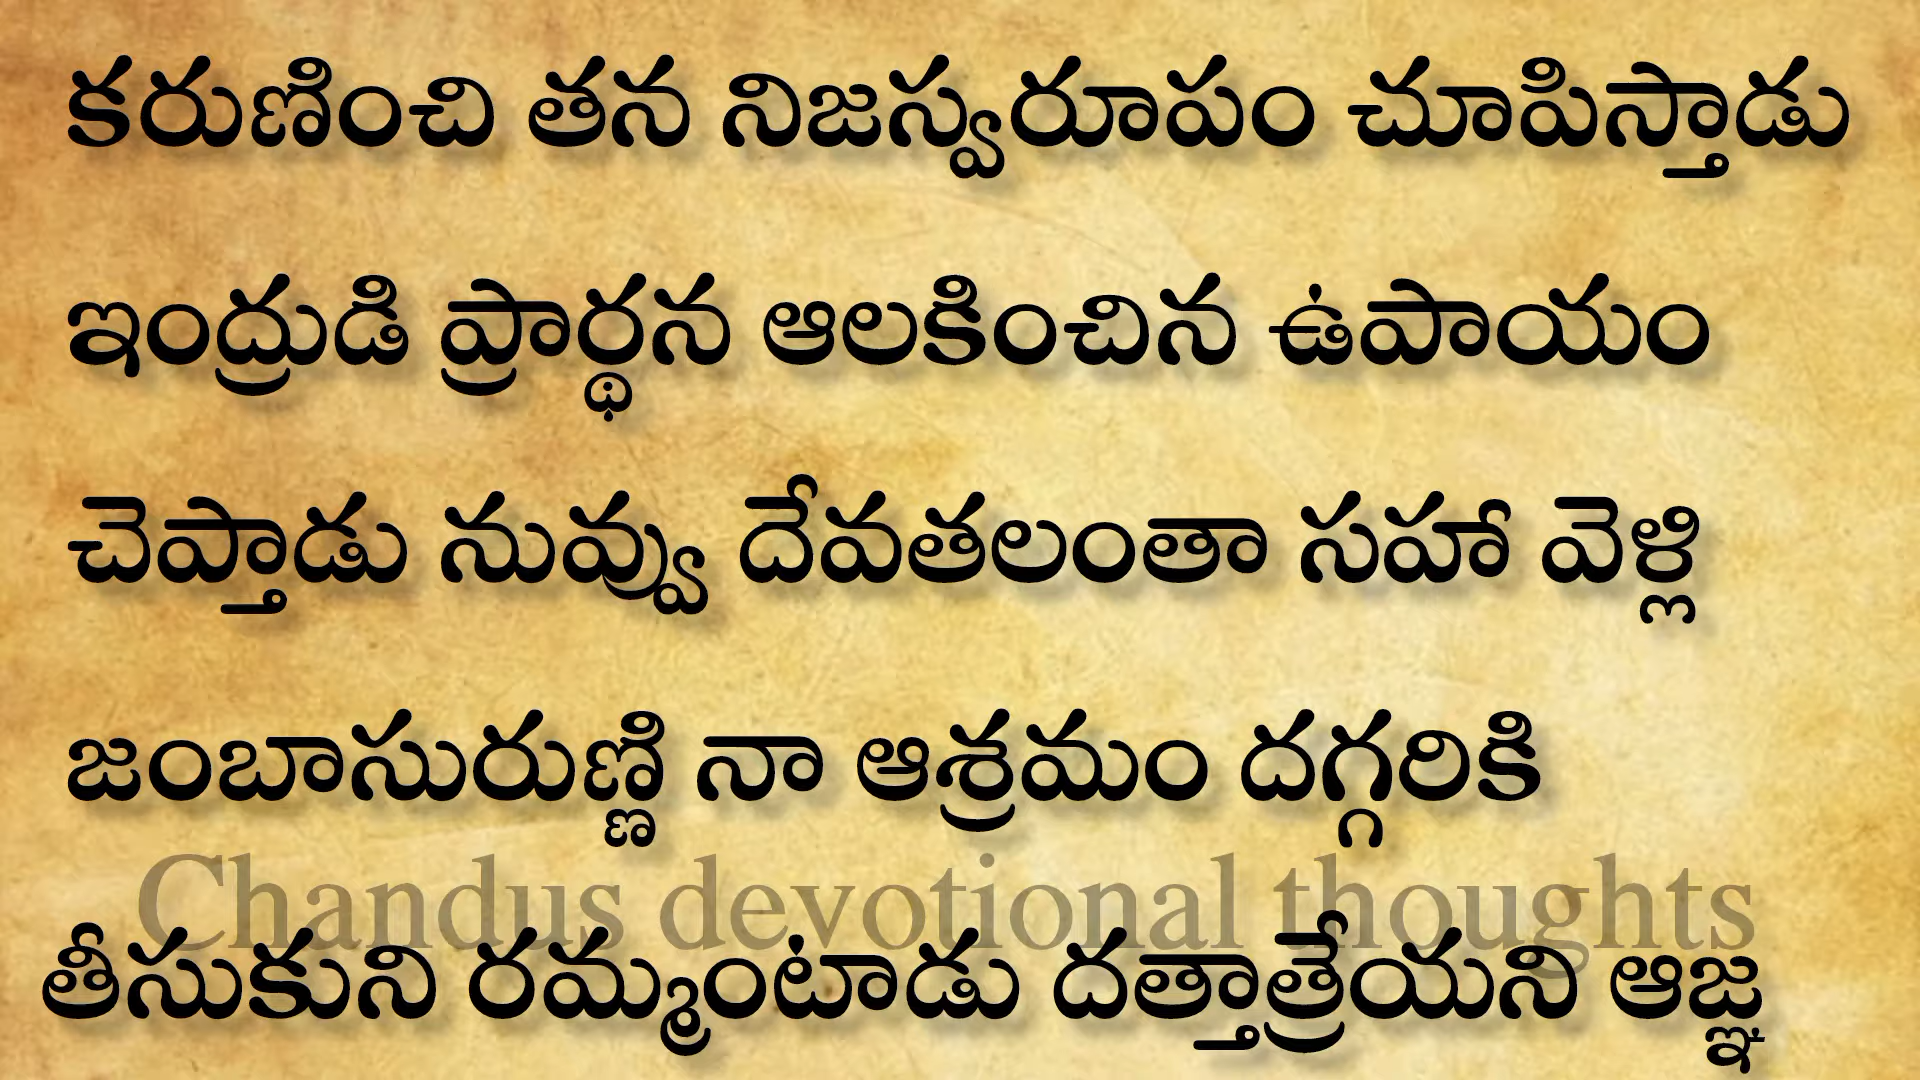 కరుణించి తన నిజస్వరూపం చూపిస్తాడు
ఇంద్రుడి ప్రార్థన ఆలకించిన ఉపాయం
చెప్తాడు నువ్వు దేవతలంతా సహా వెళ్లి
జంబాసురుణ్ణి నా ఆశ్రమం దగ్గరికి
Chandus devotional thoughts
తీసుకుని రమ్మంటాడు దత్తాత్రేయని ఆజ్ఞ